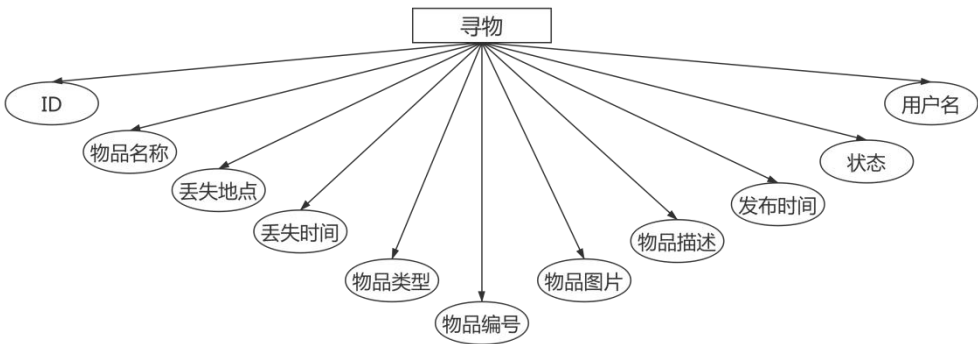 寻物
ID
用户名
物品名称
状态
丢失地点
发布时间
丢失时间
物品描述
物品类型
物品图片
物品编号